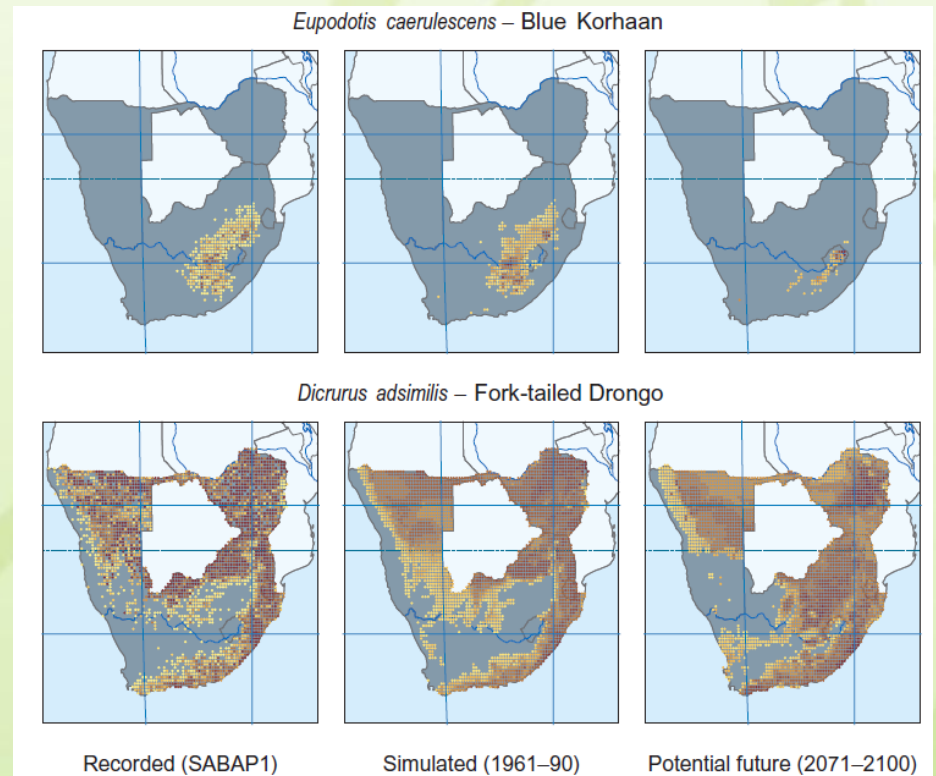 Eupodotis caerulescens – Blue Korhaan
Dicrurus adsimilis – Fork-tailed Drongo
Recorded (SABAP1) Simulated (1961–90) Potential future (2071–2100)